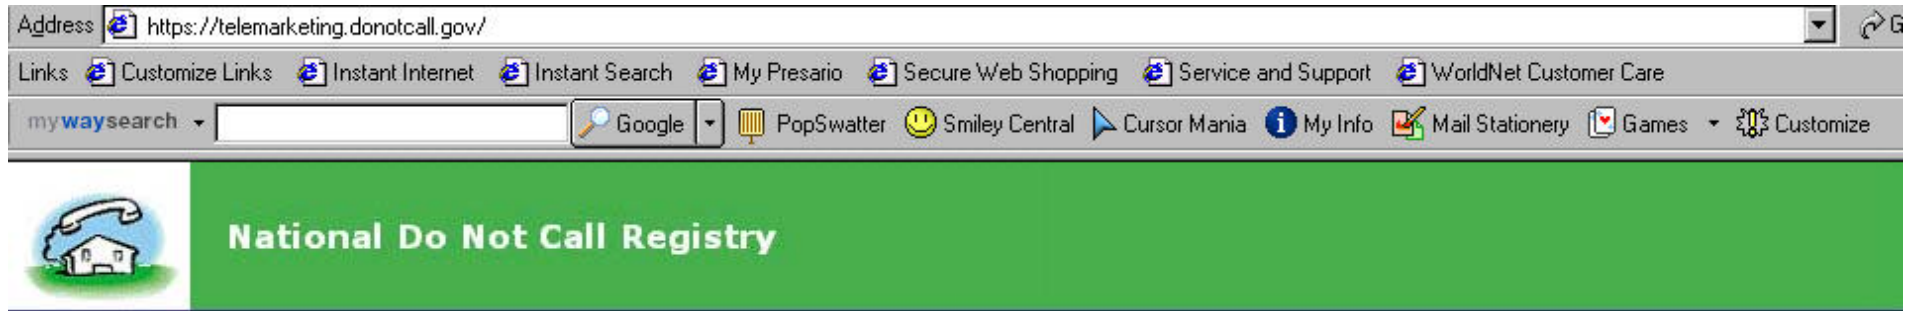 Address https://telemarketing.donotcall.gov/ G
Links Customize Links Instant Internet Instant Search My Presario Secure Web Shopping Service and Support WorldNet Customer Care
mywaysearch Google PopSwatter Smiley Central Cursor Mania My Info Mail Stationery Games Customize
National Do Not Call Registry